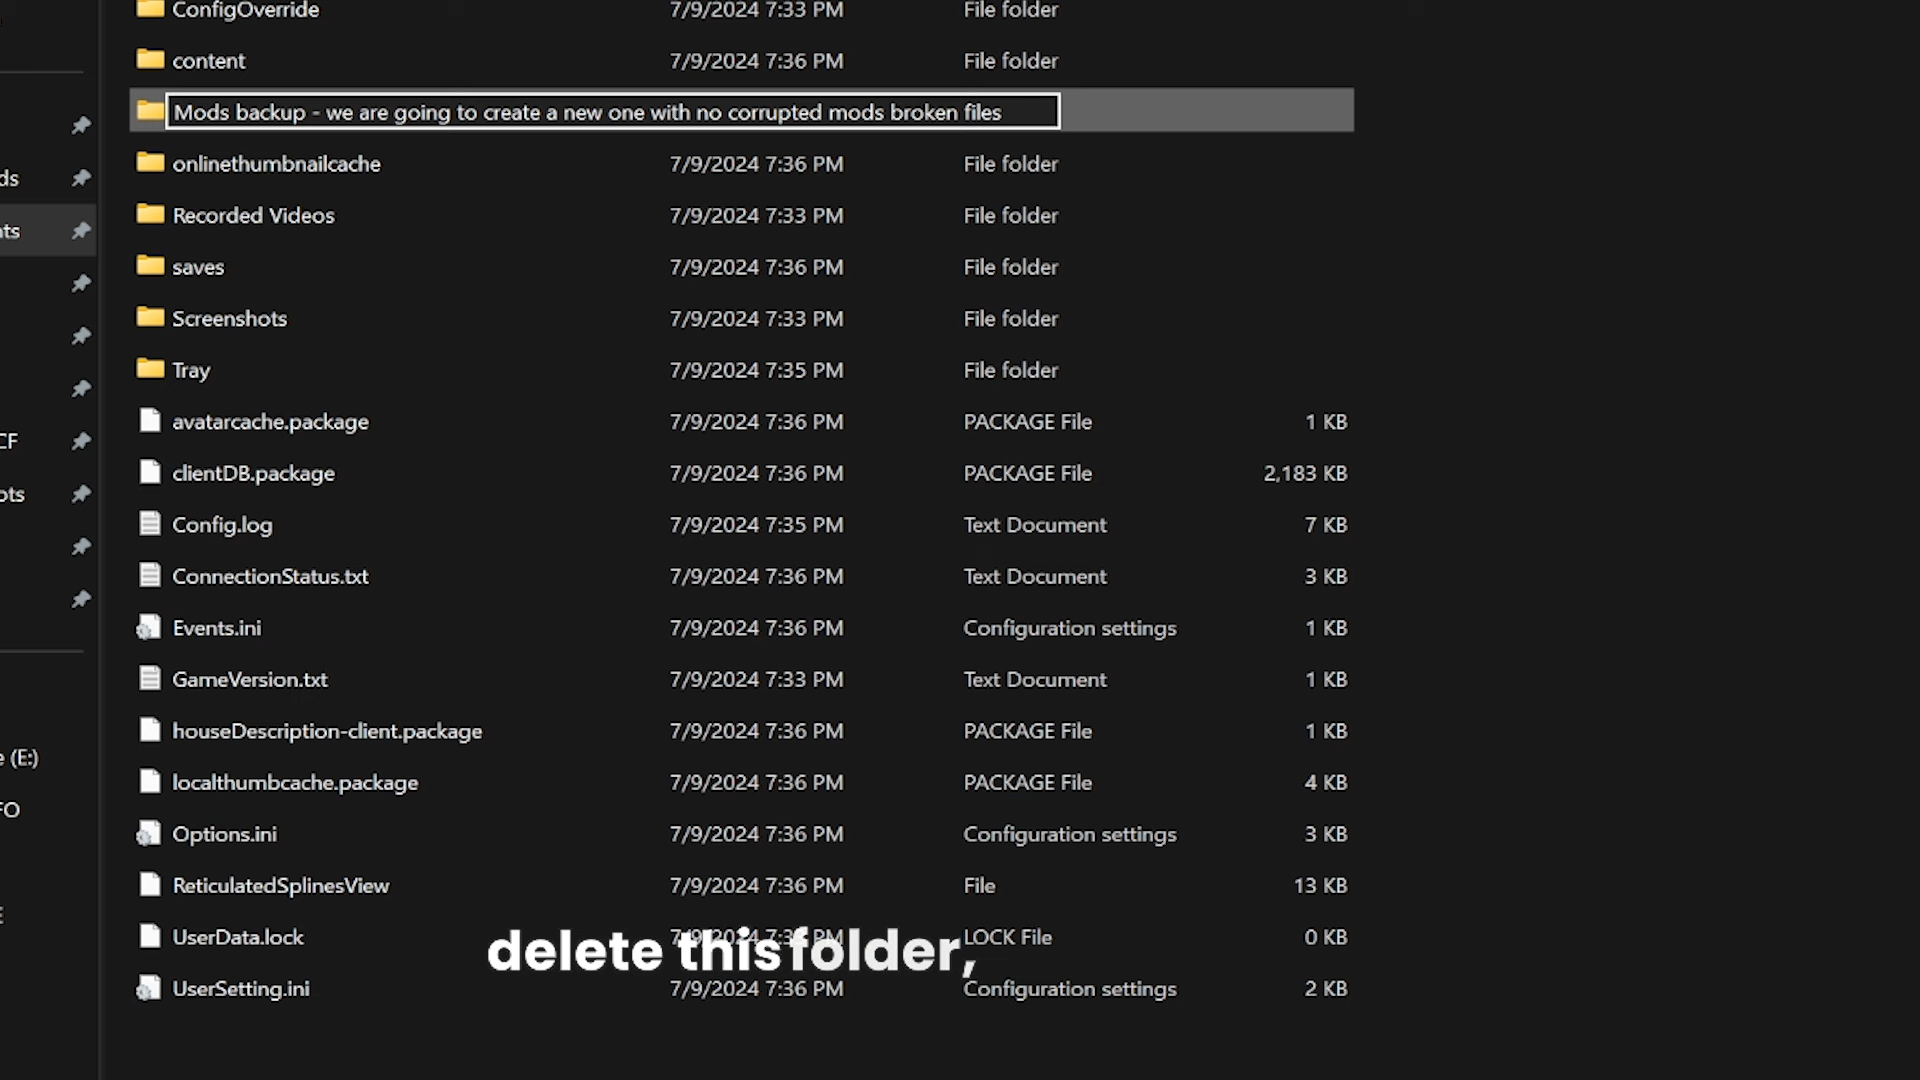 ConfigOverride 7/9/2024 7:33 PM File folder
content 7/9/2024 7:36 PM File folder
Mods backup - we are going to create a new one with no corrupted mods broken files
ds onlinethumbnailcache 7/9/2024 7:36 PM File folder
nts Recorded Videos 7/9/2024 7:33 PM File folder
saves 7/9/2024 7:36 PM File folder
Screenshots 7/9/2024 7:33 PM File folder
Tray 7/9/2024 7:35 PM File folder
CF avatarcache.package 7/9/2024 7:36 PM PACKAGE File 1 KB
ots clientDB.package 7/9/2024 7:36 PM PACKAGE File 2,183 KB
Config.log 7/9/2024 7:35 PM Text Document 7 KB
ConnectionStatus.txt 7/9/2024 7:36 PM Text Document 3 KB
Events.ini 7/9/2024 7:36 PM Configuration settings 1 KB
GameVersion.txt 7/9/2024 7:33 PM Text Document 1 KB
e (E:) houseDescription-client.package 7/9/2024 7:36 PM PACKAGE File 1 KB
FO localthumbcache.package 7/9/2024 7:36 PM PACKAGE File 4 KB
Options.ini 7/9/2024 7:36 PM Configuration settings 3 KB
E ReticulatedSplinesView 7/9/2024 7:36 PM File 13 KB
UserData.lock LOCK File 0 KB
delete this folder,
UserSetting.ini 7/9/2024 7:36 PM Configuration settings 2 KB